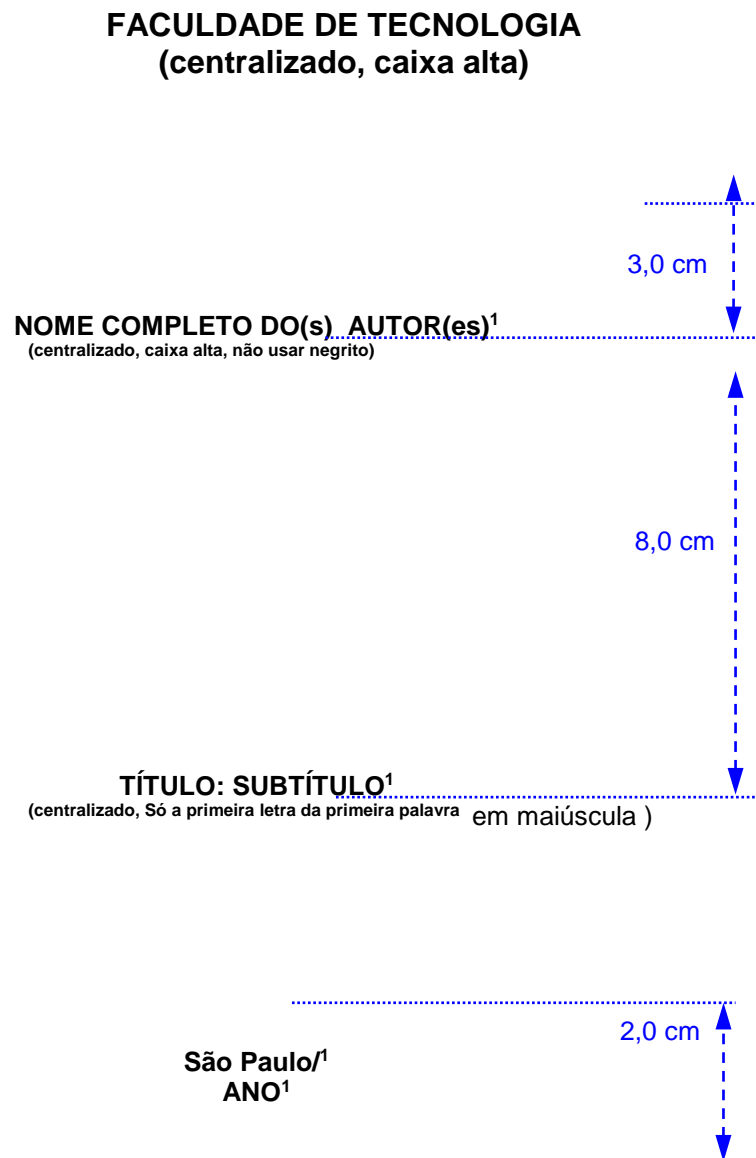 FACULDADE DE TECNOLOGIA
(centralizado, caixa alta)
3,0 cm
NOME COMPLETO DO(s) AUTOR(es)¹
(centralizado, caixa alta, não usar negrito)
8,0 cm
TÍTULO: SUBTÍTULO¹
(centralizado, Só a primeira letra da primeira palavra em maiúscula )
2,0 cm
São Paulo/¹
ANO¹